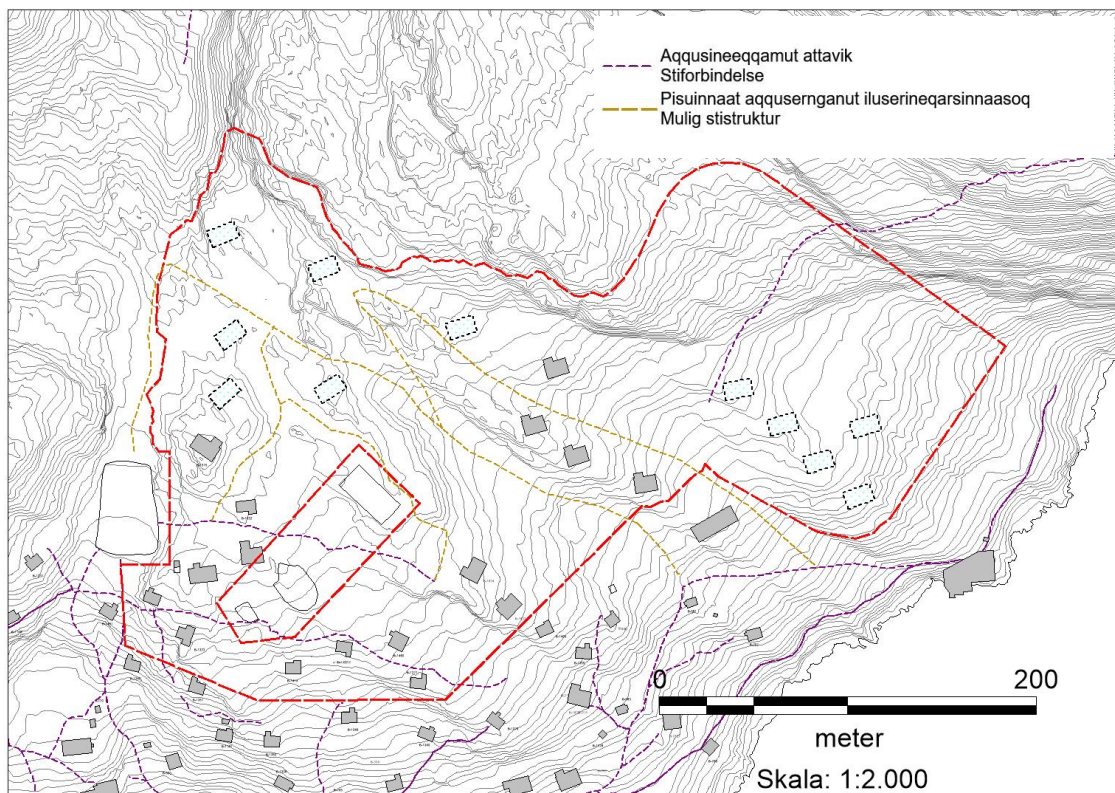 Aqqusineeqqamut attavik
Stiforbindelse
Pisuinnaat aqqusernganut iluserineqarsinnaasoq
Mulig stistruktur
0 200
meter
Skala: 1:2.000